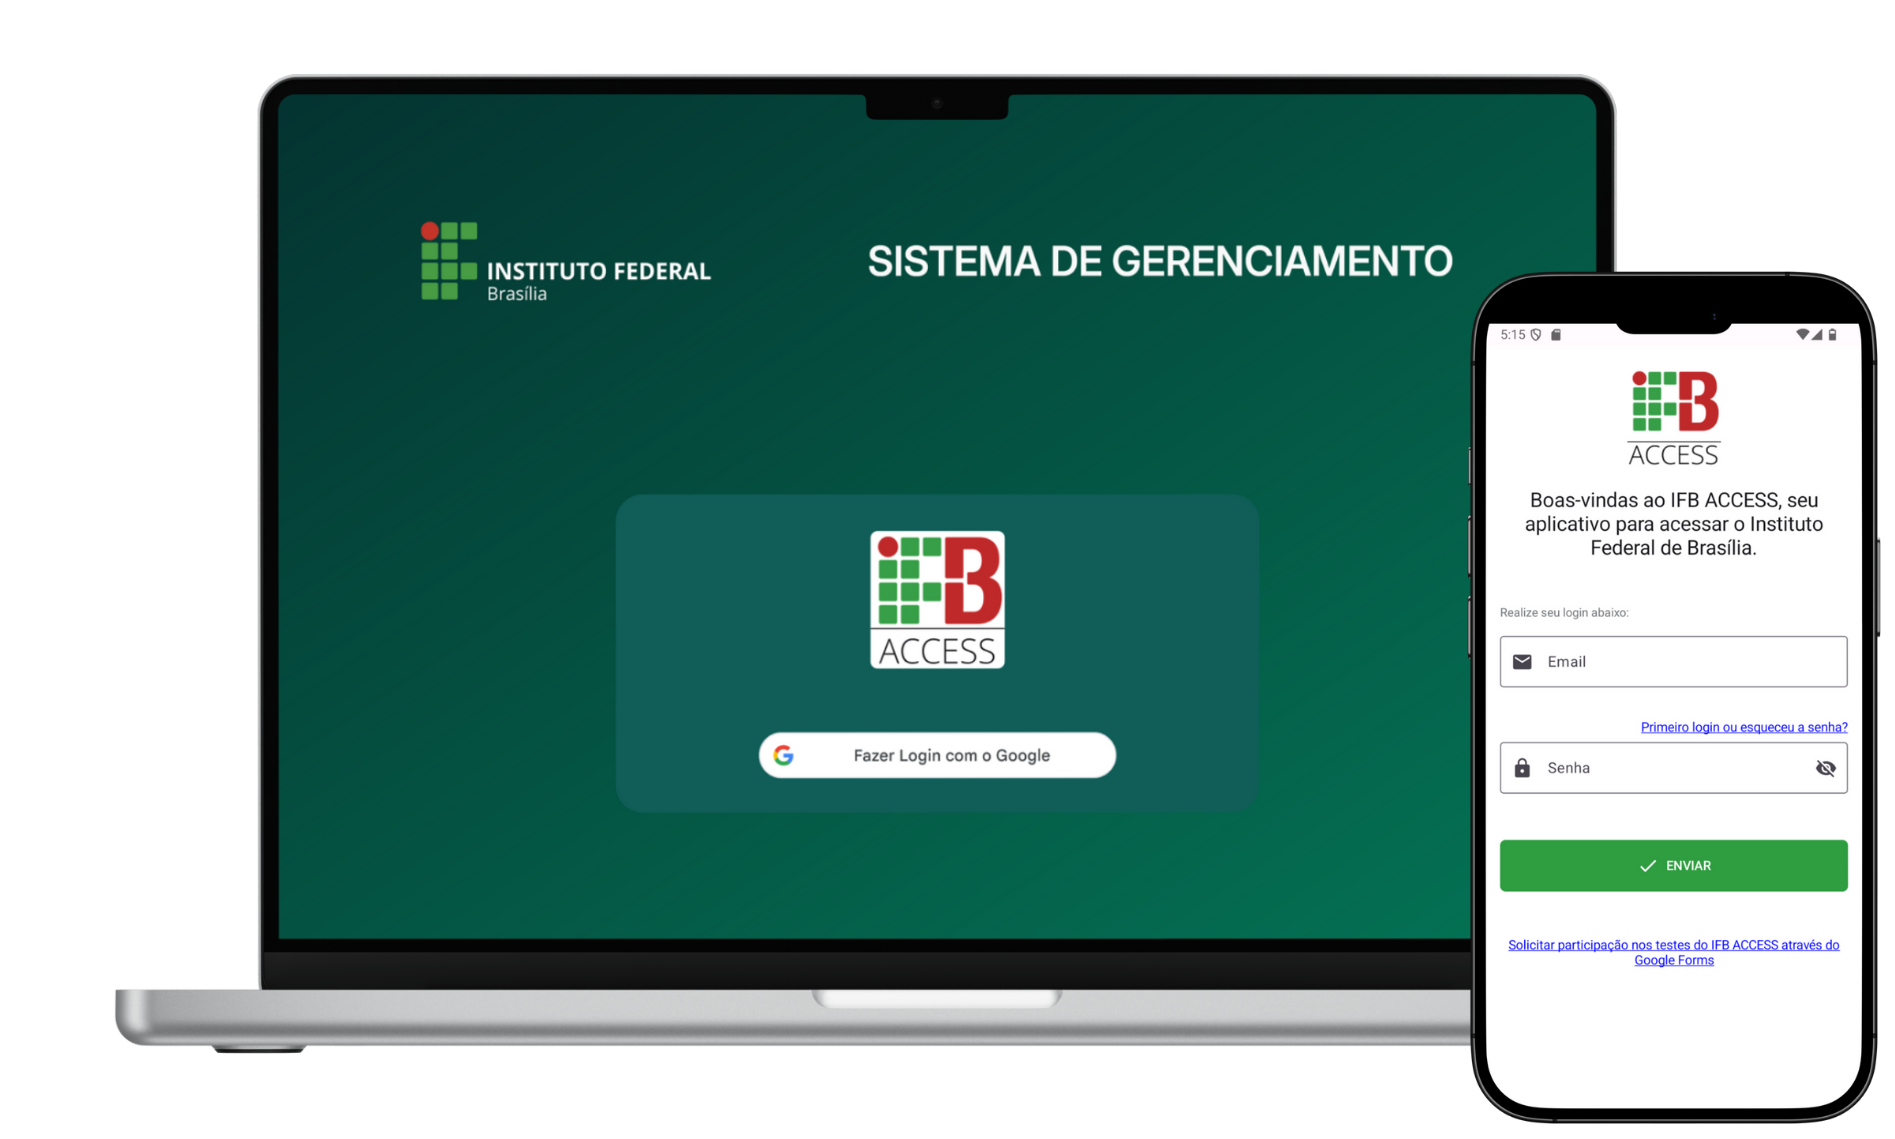 INSTITUTO FEDERAL
Brasília
SISTEMA DE GERENCIAMENTO
iFB
ACCESS
Fazer Login com o Google
5:15
iFB
ACCESS
Boas-vindas ao IFB ACCESS, seu
aplicativo para acessar o Instituto
Federal de Brasília.
Realize seu login abaixo:
Email
Primeiro login ou esqueceu a senha?
Senha
ENVIAR
Solicitar participação nos testes do IFB ACCESS através do
Google Forms